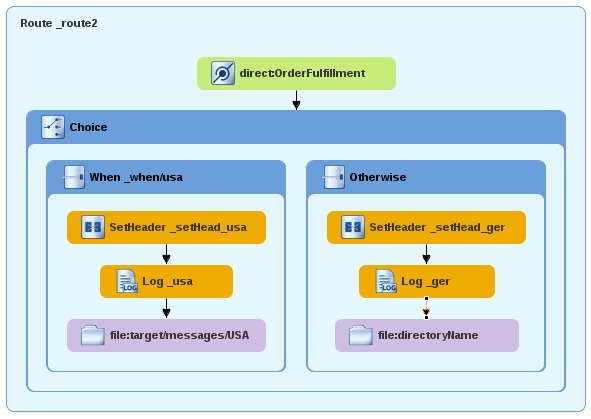 Route _route2
direct:OrderFulfillment
Choice
When _when/usa
Otherwise
SetHeader _setHead_usa
SetHeader _setHead_ger
LOG
Log _usa
LOG
Log _ger
file:target/messages/USA
file:directoryName